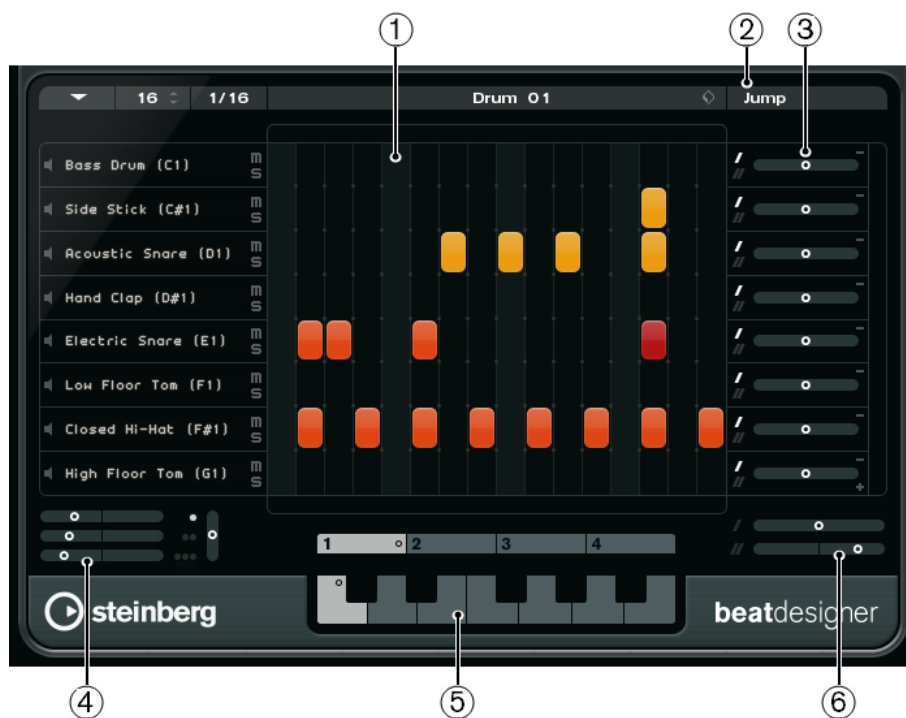 ① ② ③
16 1/16 Drum 01 Jump
Bass Drum (C1) m s
Side Stick (C#1) m s
Acoustic Snare (D1) m s
Hand Clap (D#1) m s
Electric Snare (E1) m s
Low Floor Tom (F1) m s
Closed Hi-Hat (F#1) m s
High Floor Tom (G1) m s
1 2 3 4
steinberg beatdesigner
④ ⑤ ⑥